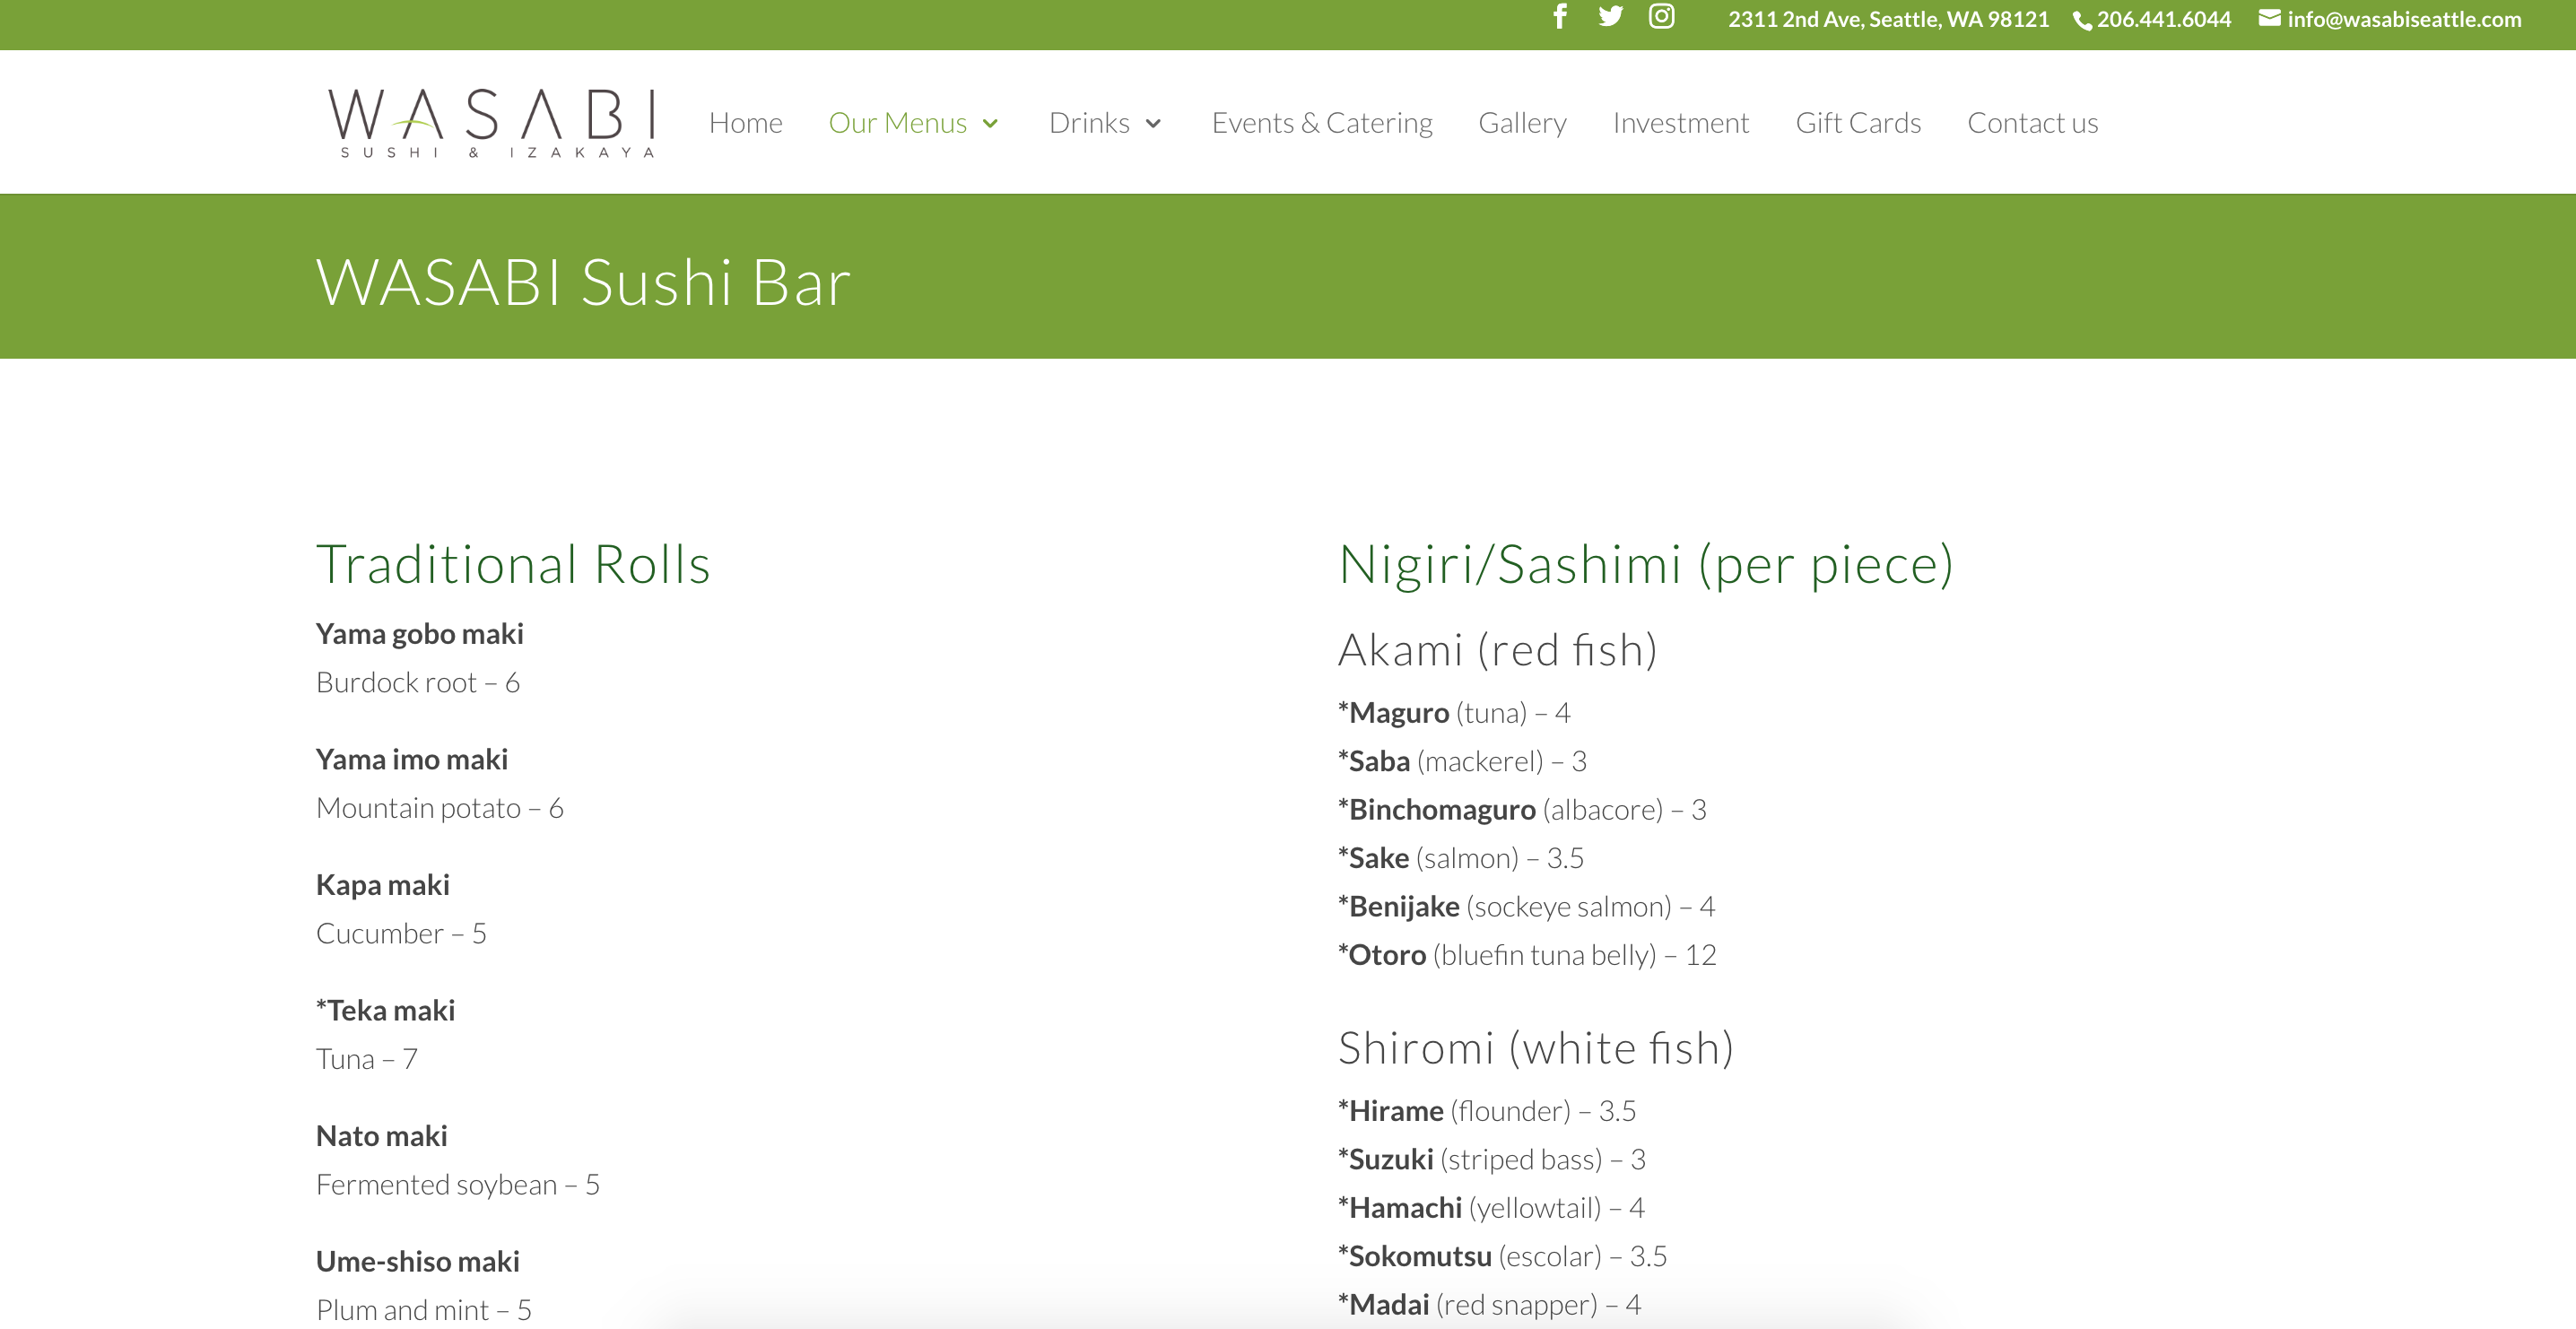 2311 2nd Ave, Seattle, WA 98121 206.441.6044 info@wasabiseattle.com
WASABI
SUSHI & IZAKAYA
Home Our Menus Drinks Events & Catering Gallery Investment Gift Cards Contact us
WASABI Sushi Bar
Traditional Rolls
Yama gobo maki
Burdock root – 6
Yama imo maki
Mountain potato – 6
Kapa maki
Cucumber – 5
*Teka maki
Tuna – 7
Nato maki
Fermented soybean – 5
Ume-shiso maki
Plum and mint – 5
Nigiri/Sashimi (per piece)
Akami (red fish)
*Maguro (tuna) – 4
*Saba (mackerel) – 3
*Binchomaguro (albacore) – 3
*Sake (salmon) – 3.5
*Benijake (sockeye salmon) – 4
*Otoro (bluefin tuna belly) – 12
Shiromi (white fish)
*Hirame (flounder) – 3.5
*Suzuki (striped bass) – 3
*Hamachi (yellowtail) – 4
*Sokomutsu (escolar) – 3.5
*Madai (red snapper) – 4